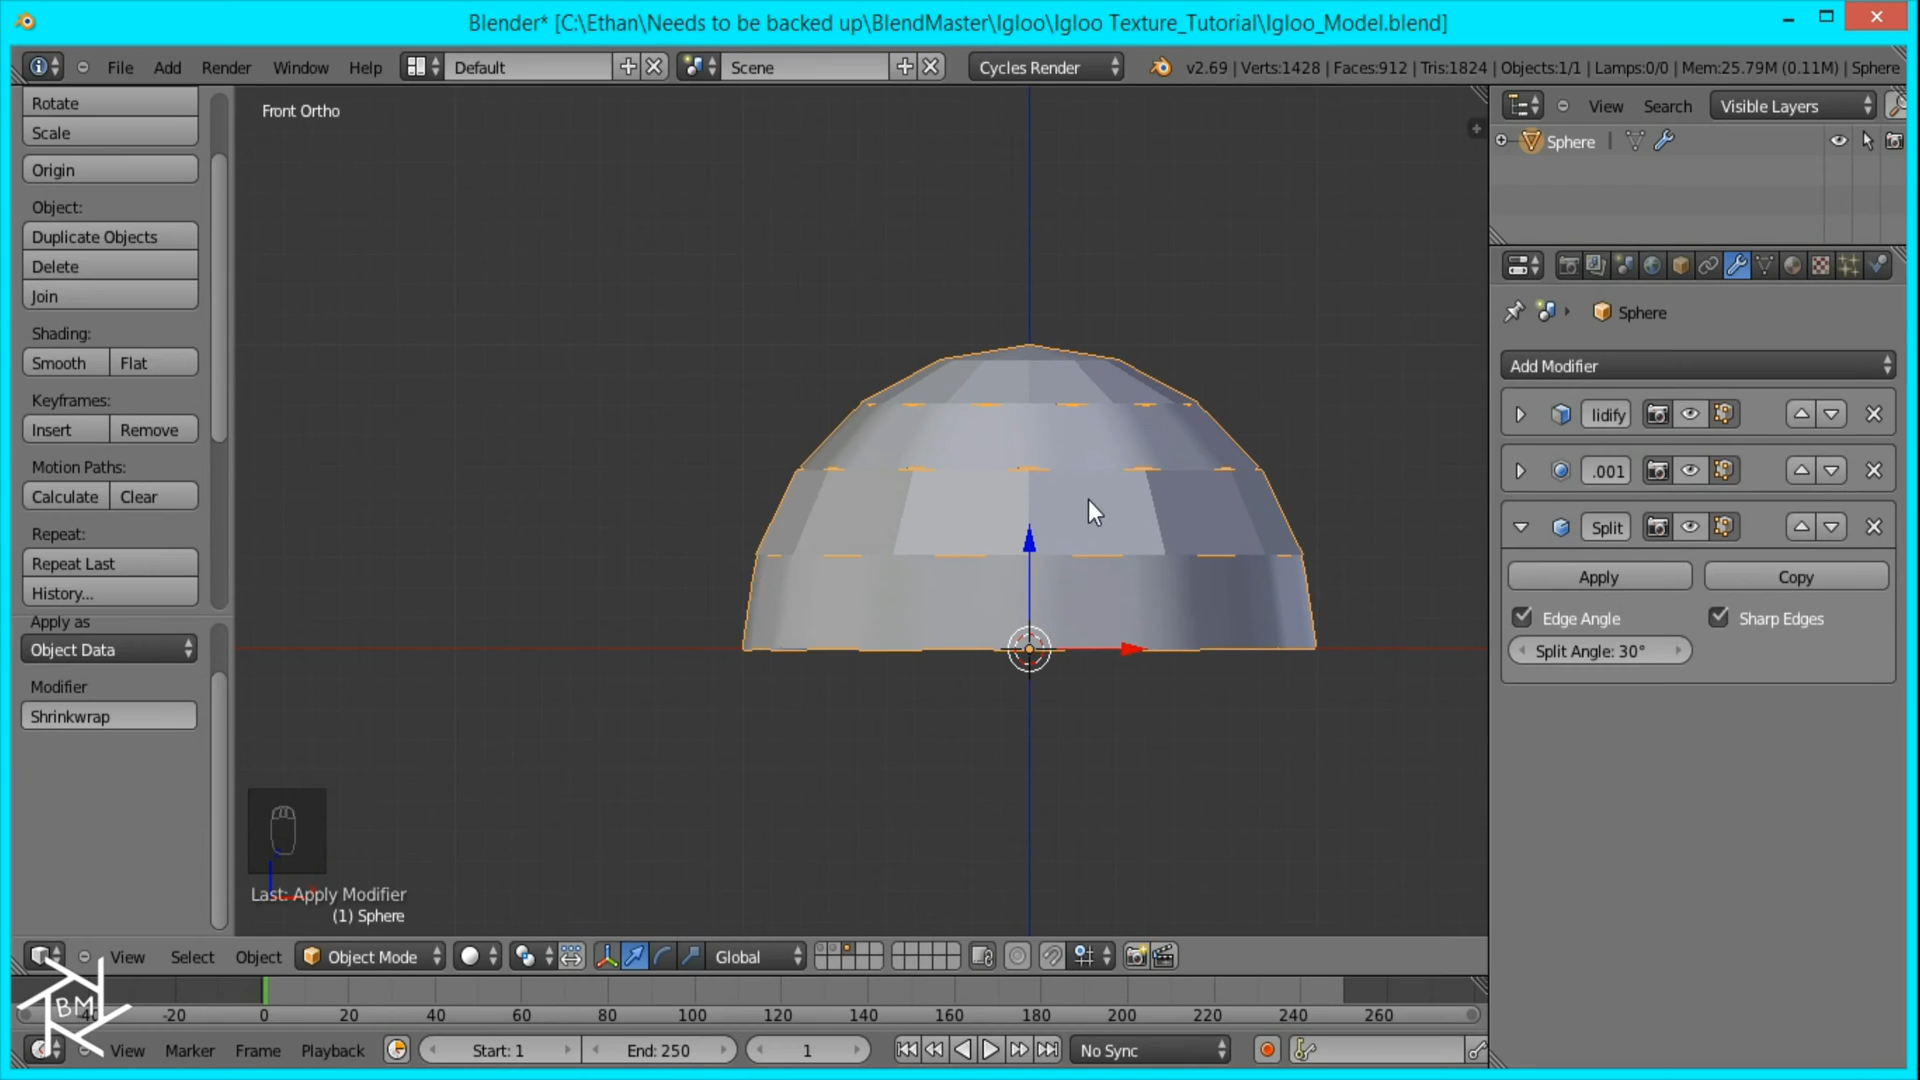 Blender* [C:\Ethan\Needs to be backed up\BlendMaster\Igloo\Igloo Texture_Tutorial\Igloo_Model.blend]
File Add Render Window Help Default Scene Cycles Render v2.69 | Verts:1428 | Faces:912 | Tris:1824 | Objects:1/1 | Lamps:0/0 | Mem:25.79M (0.11M) | Sphere
Rotate
Scale
Origin
Object:
Duplicate Objects
Delete
Join
Shading:
Smooth Flat
Keyframes:
Insert Remove
Motion Paths:
Calculate Clear
Repeat:
Repeat Last
History...
Apply as
Object Data
Modifier
Shrinkwrap
Front Ortho
Last: Apply Modifier
(1) Sphere
View Search Visible Layers
Sphere
Sphere
Add Modifier
lidify
.001
Split
Apply Copy
Edge Angle Sharp Edges
Split Angle: 30°
View Select Object Object Mode Global
BM
-40 -20 0 20 40 60 80 100 120 140 160 180 200 220 240 260
View Marker Frame Playback Start: 1 End: 250 1 No Sync